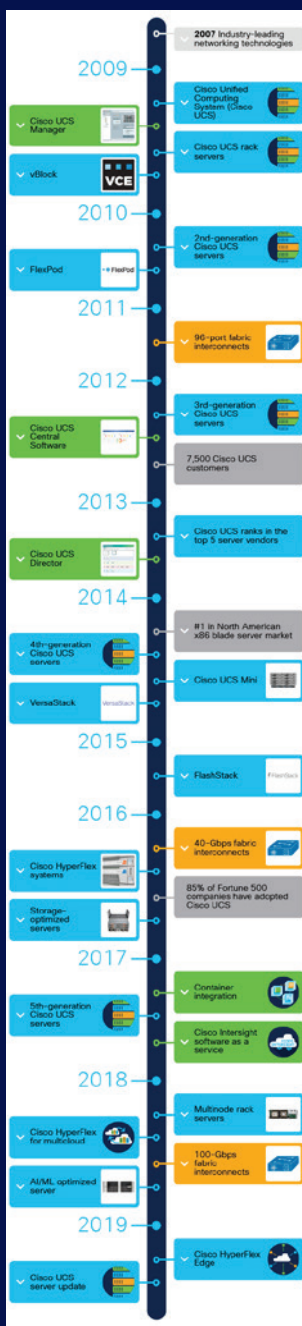 2007 Industry-leading
networking technologies
2009
Cisco Unified
Computing
System (Cisco
UCS)
Cisco UCS
Manager
Cisco UCS rack
servers
vBlock
VCE
2010
2nd-generation
Cisco UCS
servers
FlexPod
FlexPod
2011
96-port fabric
interconnects
2012
3rd-generation
Cisco UCS
servers
Cisco UCS
Central
Software
7,500 Cisco UCS
customers
2013
Cisco UCS ranks in the
top 5 server vendors
Cisco UCS
Director
2014
#1 in North American
x86 blade server market
4th-generation
Cisco UCS
servers
Cisco UCS Mini
VersaStack
VersaStack
2015
FlashStack
FlashStack
2016
40-Gbps fabric
interconnects
Cisco HyperFlex
systems
85% of Fortune 500
companies have adopted
Cisco UCS
Storage-
optimized
servers
2017
Container
integration
5th-generation
Cisco UCS
servers
Cisco Intersight
software as a
service
2018
Multinode rack
servers
Cisco HyperFlex
for multicloud
100-Gbps
fabric
interconnects
AI/ML optimized
server
2019
Cisco HyperFlex
Edge
Cisco UCS
server update